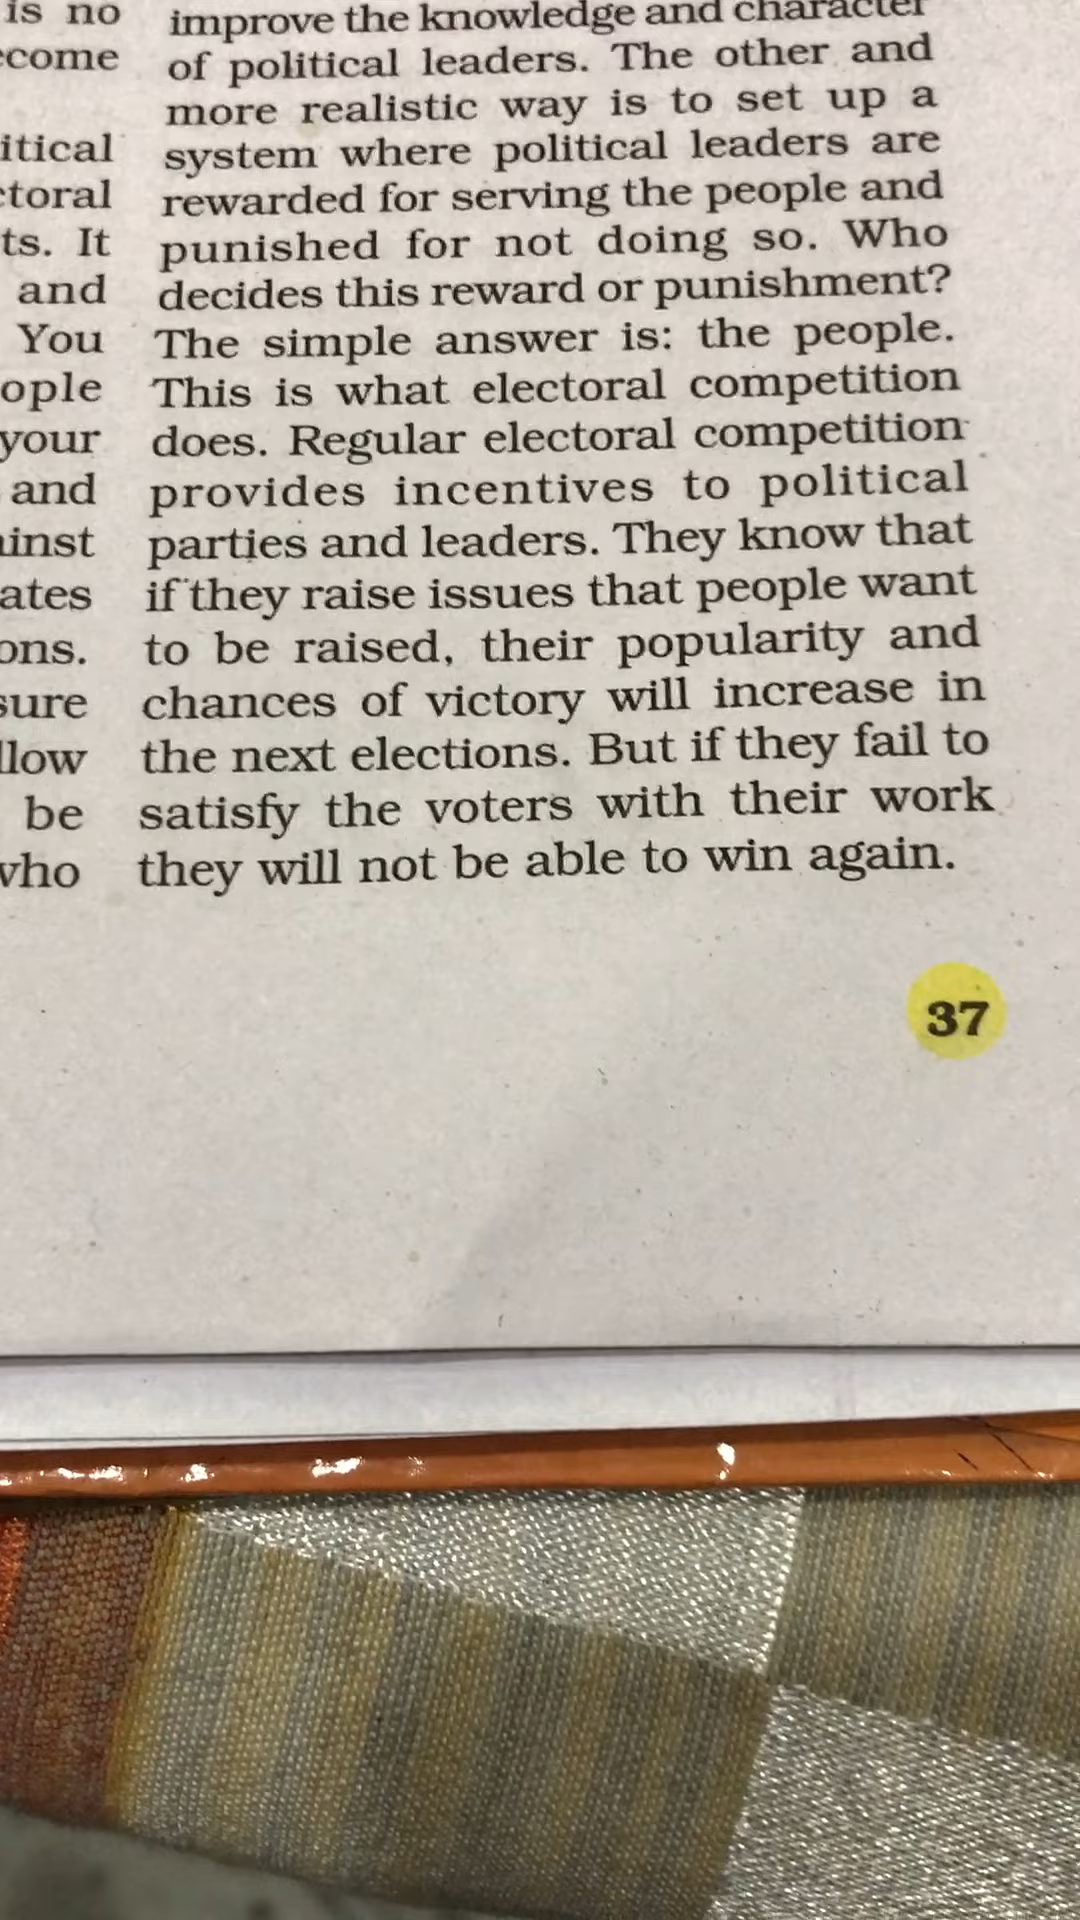 is no
come
itical
ctoral
ts. It
and
You
ople
your
and
ainst
ates
ons.
sure
llow
be
who
improve the knowledge and character
of political leaders. The other and
more realistic way is to set up a
system where political leaders are
rewarded for serving the people and
punished for not doing so. Who
decides this reward or punishment?
The simple answer is: the people.
This is what electoral competition
does. Regular electoral competition
provides incentives to political
parties and leaders. They know that
if they raise issues that people want
to be raised, their popularity and
chances of victory will increase in
the next elections. But if they fail to
satisfy the voters with their work
they will not be able to win again.
37